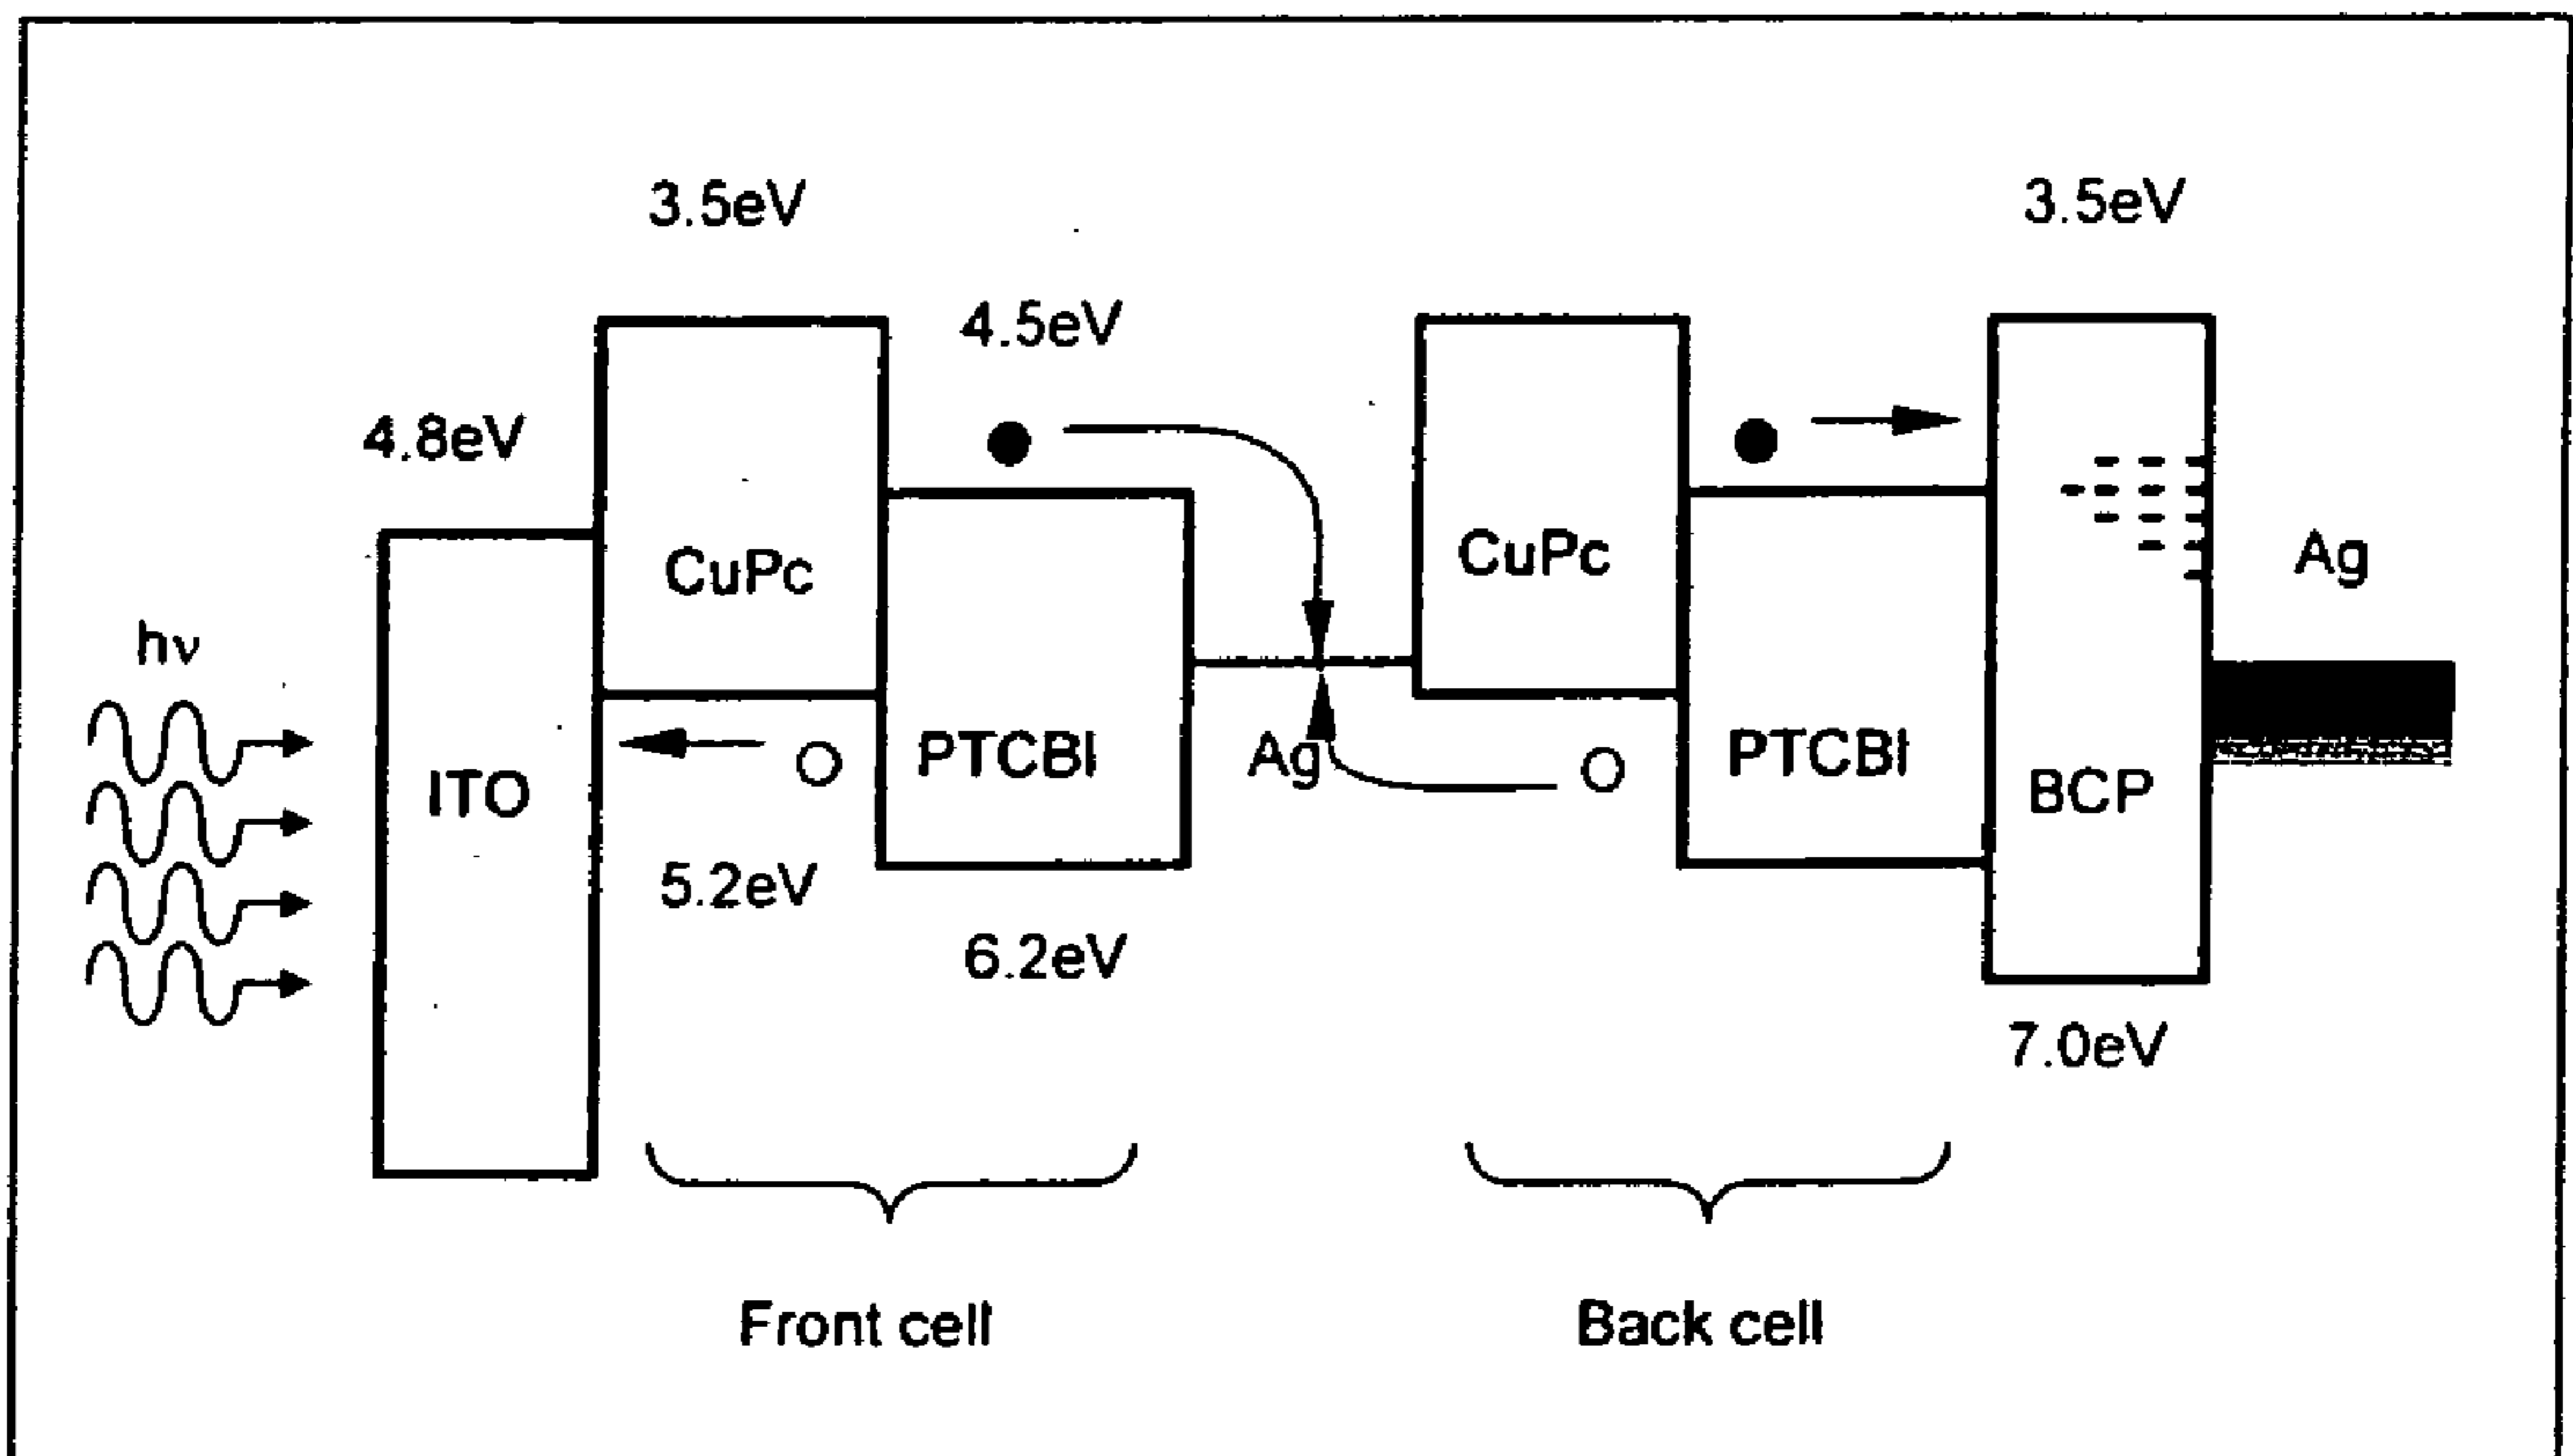 3.5eV
3.5eV
4.5eV
4.8eV
CuPc
CuPc
Ag
hν
PTCBI
Ag
PTCBI
ITO
BCP
5.2eV
6.2eV
7.0eV
Front cell
Back cell